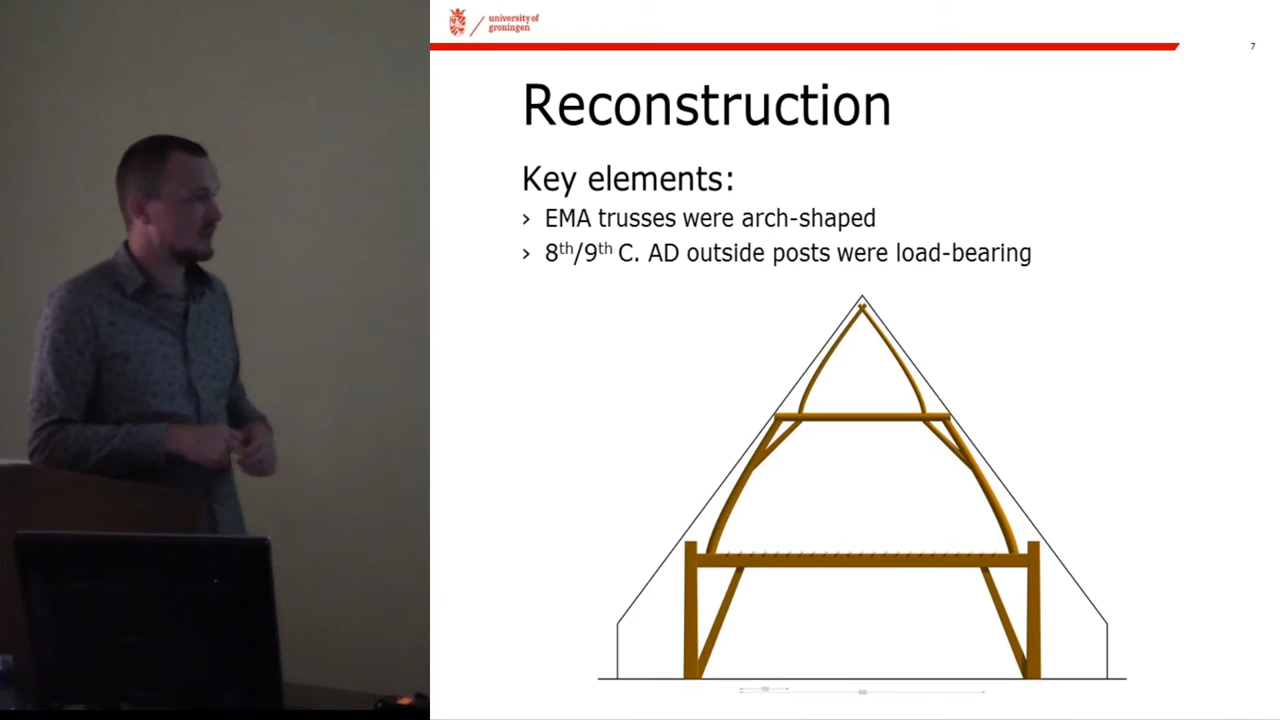 university of
groningen
7
Reconstruction
Key elements:
› EMA trusses were arch-shaped
› 8th/9th C. AD outside posts were load-bearing